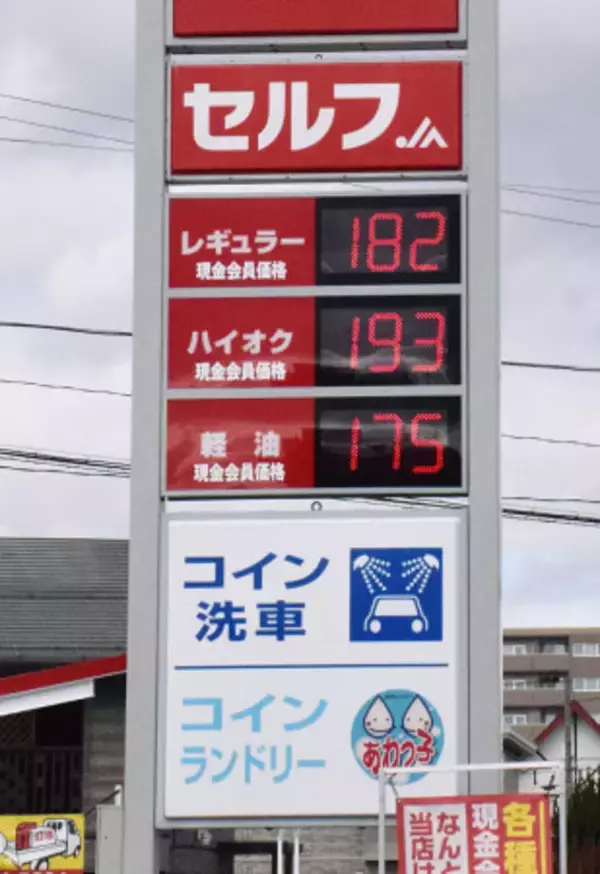 セルフ JA
レギュラー
現金会員価格
182
ハイオク
現金会員価格
193
軽油
現金会員価格
175
コイン
洗車
コイン
ランドリー
あわっ子
各種
現金会
なんと
当店は